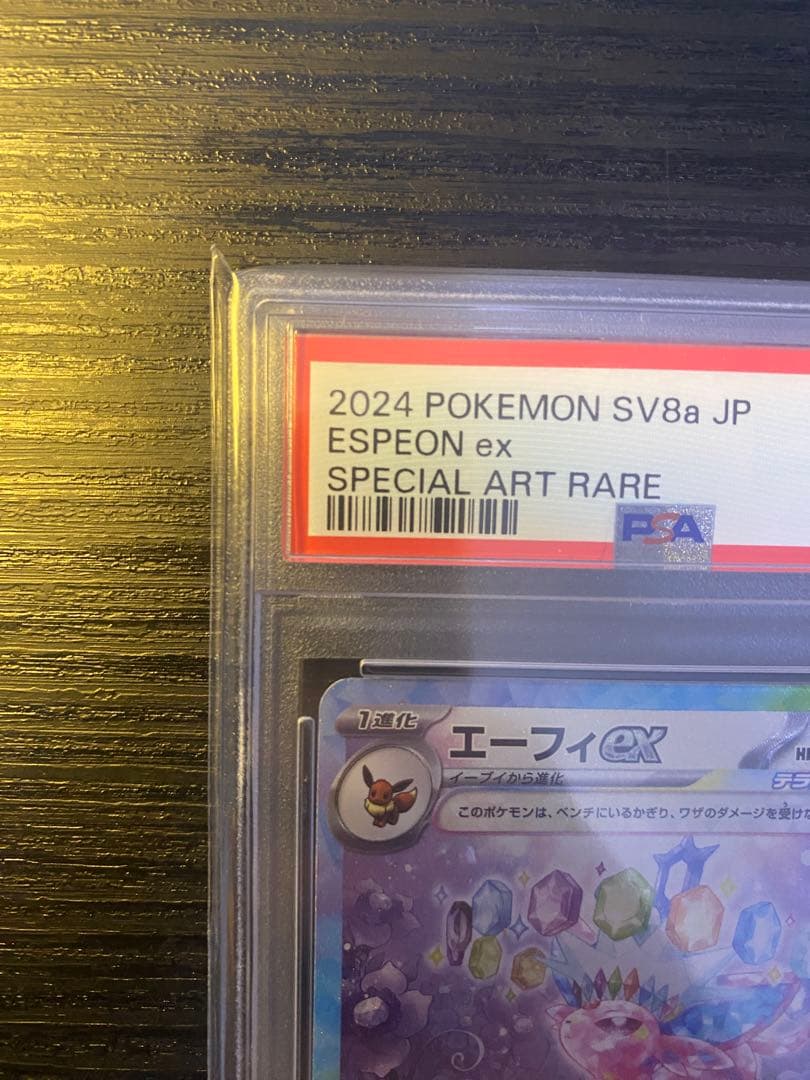 2024 POKEMON SV8a JP
ESPEON ex
SPECIAL ART RARE
PSA
1進化
エーフィex
イーブイから進化
このポケモンは、ベンチにいるかぎり、ワザのダメージを受けな